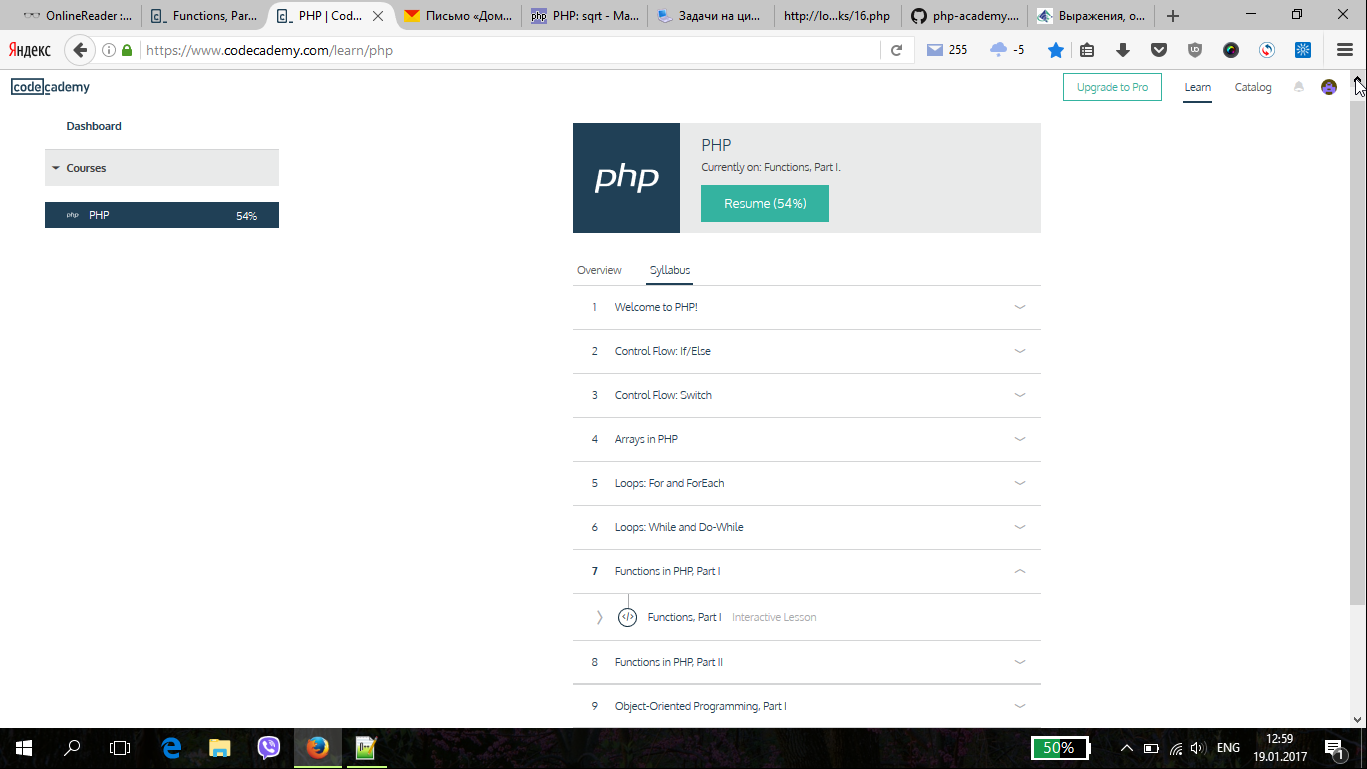 OnlineReader :...
Functions, Par...
PHP | Cod...
Письмо «Дом...
PHP: sqrt - Ma...
Задачи на ци...
http://lo...ks/16.php
php-academy....
Выражения, о...
Яндекс
https://www.codecademy.com/learn/php
255
-5
codecademy
Upgrade to Pro
Learn
Catalog
Dashboard
Courses
php PHP 54%
php
PHP
Currently on: Functions, Part I.
Resume (54%)
Overview
Syllabus
1 Welcome to PHP!
2 Control Flow: If/Else
3 Control Flow: Switch
4 Arrays in PHP
5 Loops: For and ForEach
6 Loops: While and Do-While
7 Functions in PHP, Part I
Functions, Part I Interactive Lesson
8 Functions in PHP, Part II
9 Object-Oriented Programming, Part I
50%
ENG
12:59
19.01.2017
1